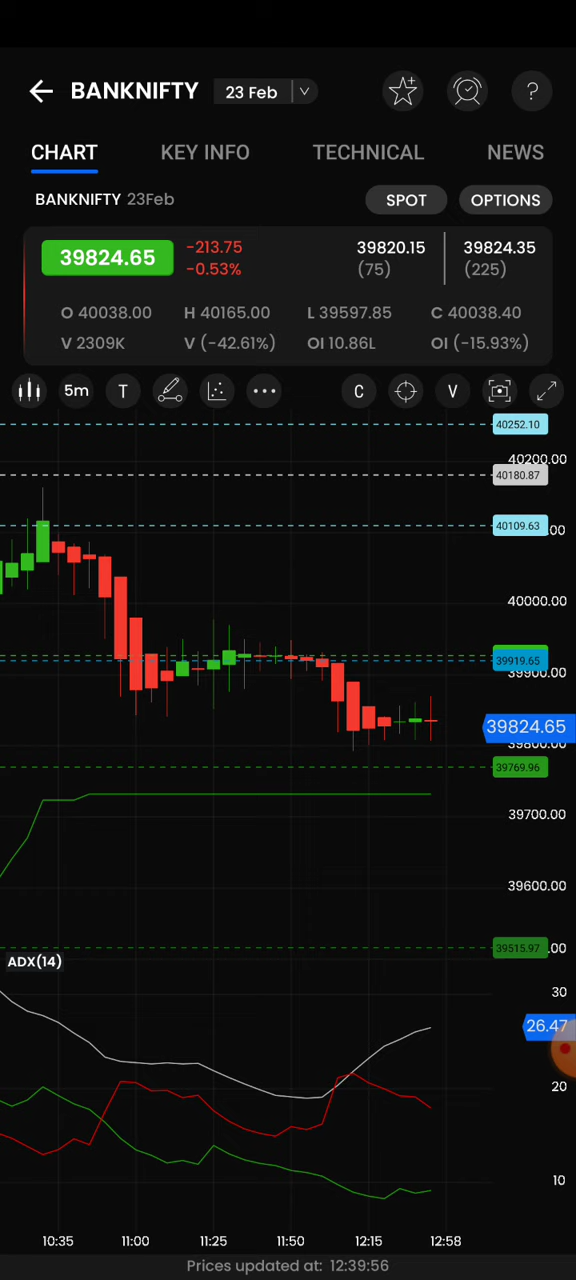 BANKNIFTY 23 Feb
?
CHART KEY INFO TECHNICAL NEWS
BANKNIFTY 23Feb SPOT OPTIONS
39824.65 -213.75 -0.53% 39820.15 (75) 39824.35 (225)
O 40038.00 H 40165.00 L 39597.85 C 40038.40
V 2309K V (-42.61%) OI 10.86L OI (-15.93%)
5m T C V
40252.10
40200.00
40180.87
40109.63
.00
40000.00
39919.65
39900.00
39824.65
39800.00
39769.96
39700.00
39600.00
39515.97 .00
ADX(14)
30
26.47
20
10
10:35 11:00 11:25 11:50 12:15 12:58
Prices updated at: 12:39:56